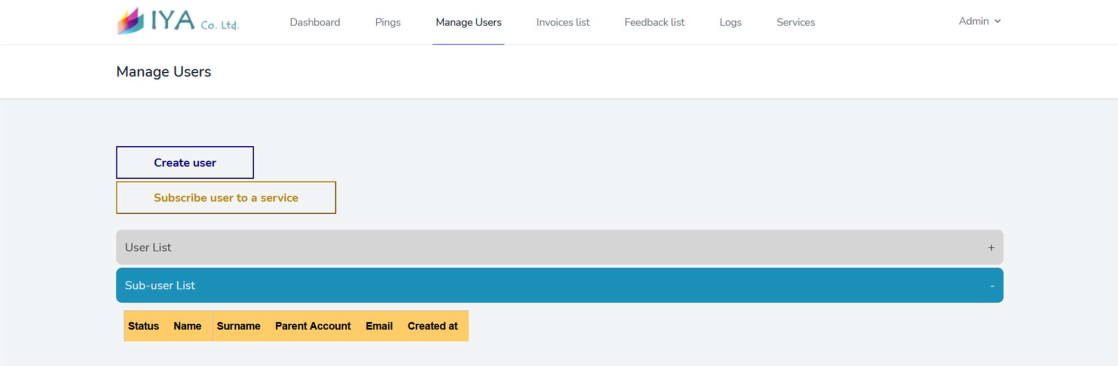 IYA Co. Ltd. Dashboard Pings Manage Users Invoices list Feedback list Logs Services Admin
Manage Users
Create user
Subscribe user to a service
User List +
Sub-user List -
Status Name Surname Parent Account Email Created at